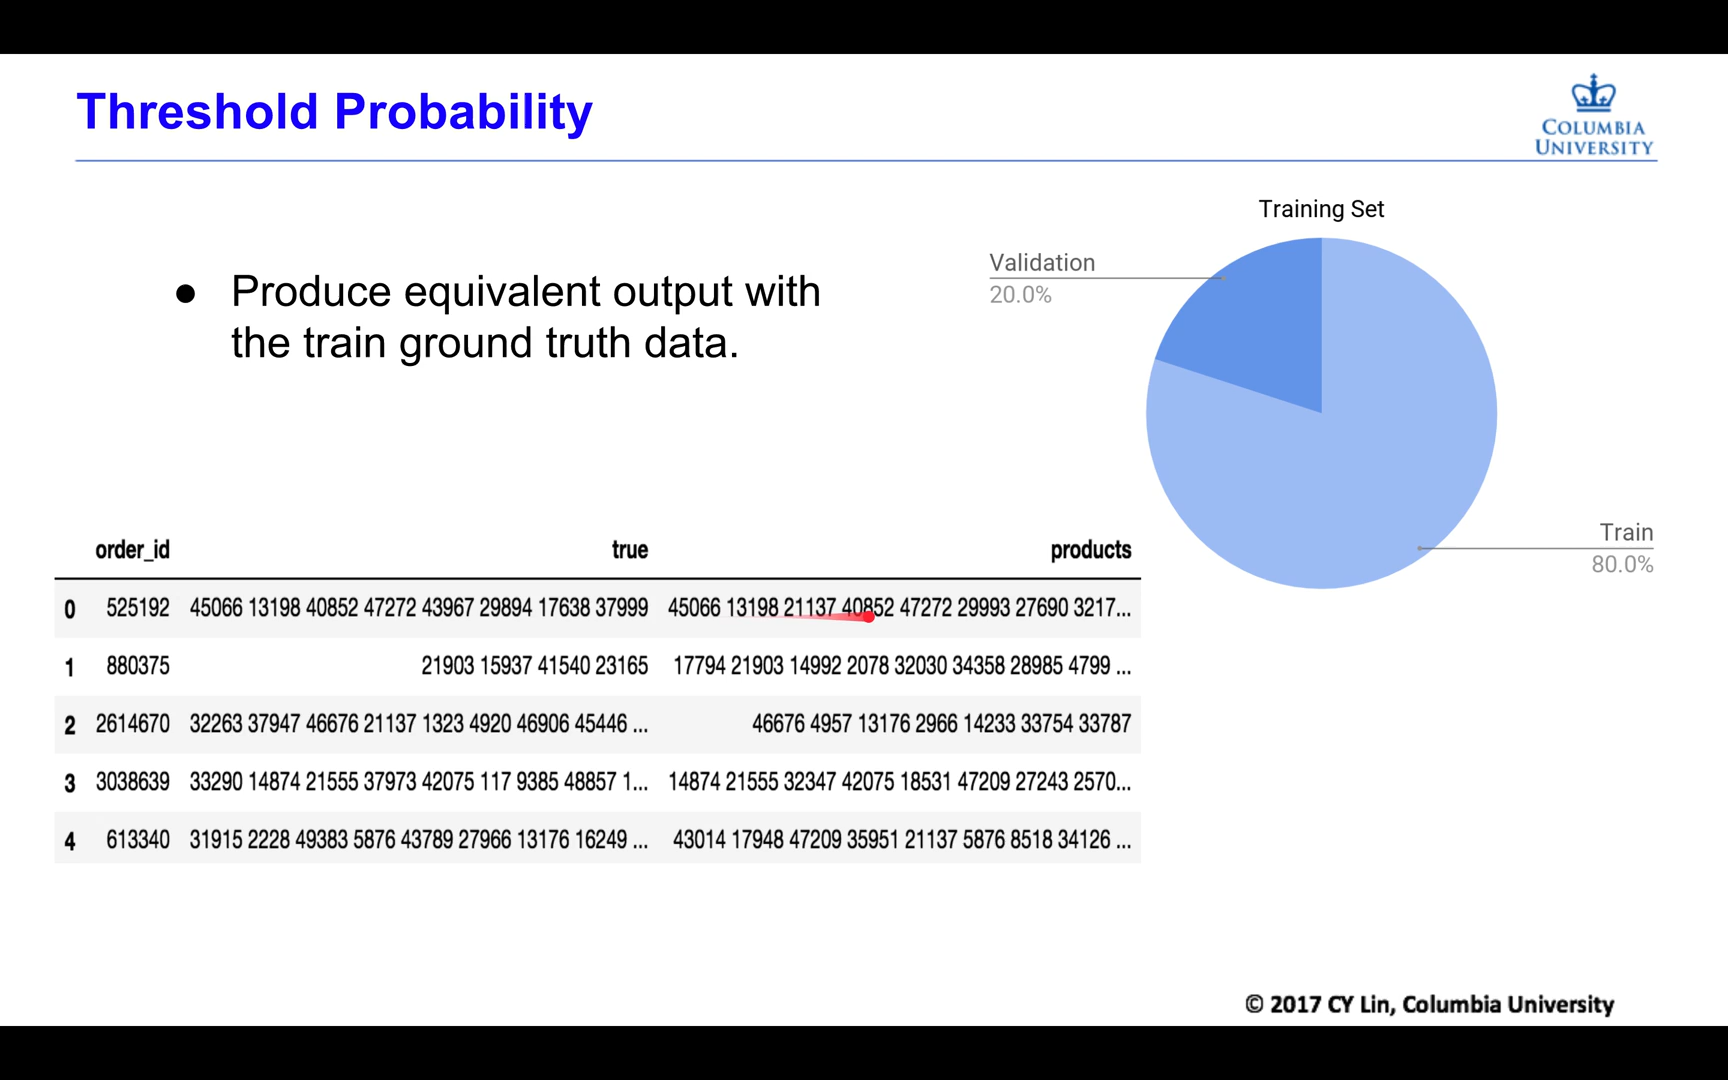 Threshold Probability
COLUMBIA
UNIVERSITY
● Produce equivalent output with
the train ground truth data.
Training Set
Validation
20.0%
Train
80.0%
order_id true products
0 525192 45066 13198 40852 47272 43967 29894 17638 37999 45066 13198 21137 40852 47272 29993 27690 3217...
1 880375 21903 15937 41540 23165 17794 21903 14992 2078 32030 34358 28985 4799 ...
2 2614670 32263 37947 46676 21137 1323 4920 46906 45446 ... 46676 4957 13176 2966 14233 33754 33787
3 3038639 33290 14874 21555 37973 42075 117 9385 48857 1... 14874 21555 32347 42075 18531 47209 27243 2570...
4 613340 31915 2228 49383 5876 43789 27966 13176 16249 ... 43014 17948 47209 35951 21137 5876 8518 34126 ...
© 2017 CY Lin, Columbia University